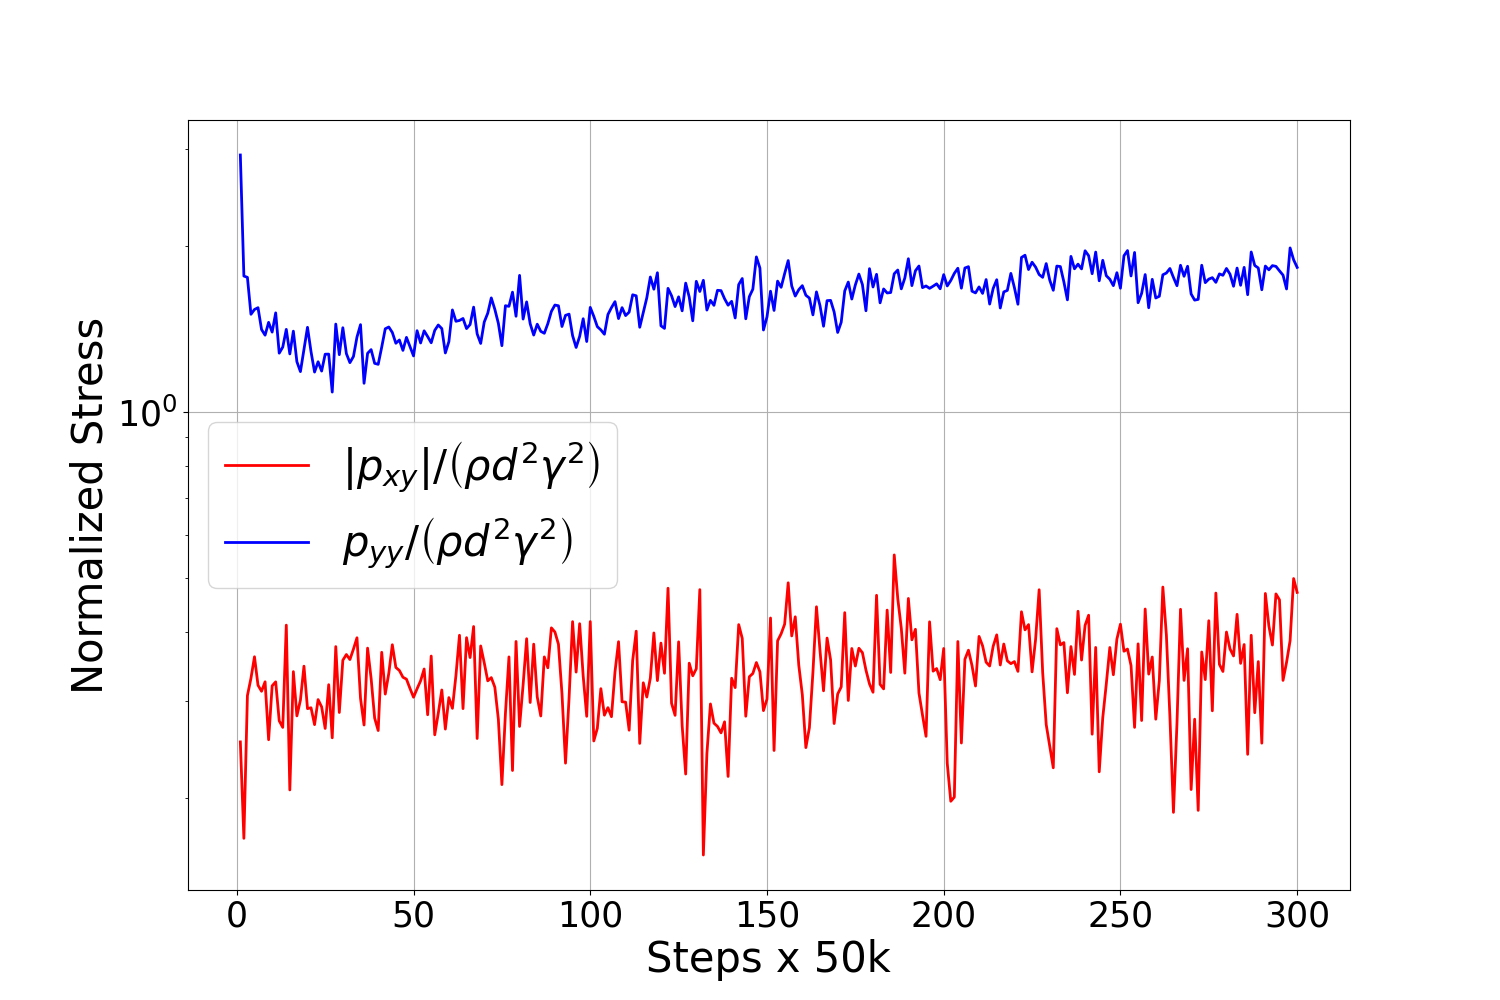 Normalized Stress
10⁰
|pₓᵧ|/(ρd²γ²)
pᵧᵧ/(ρd²γ²)
0 50 100 150 200 250 300
Steps x 50k